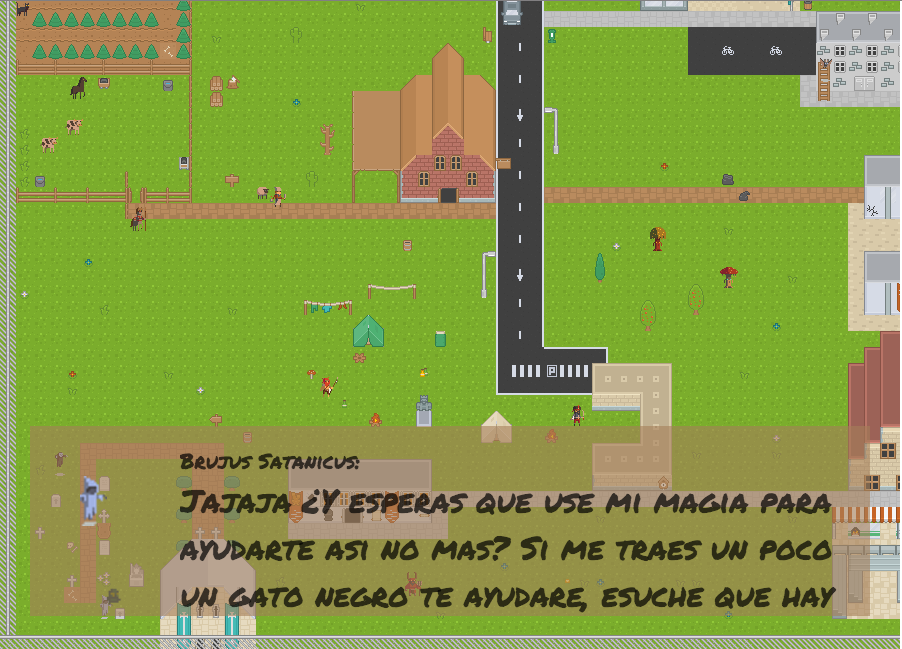 Brujus Satanicus:
Jajaja ¿Y esperas que use mi magia para
ayudarte asi no mas? Si me traes un poco
un gato negro te ayudare, esuche que hay